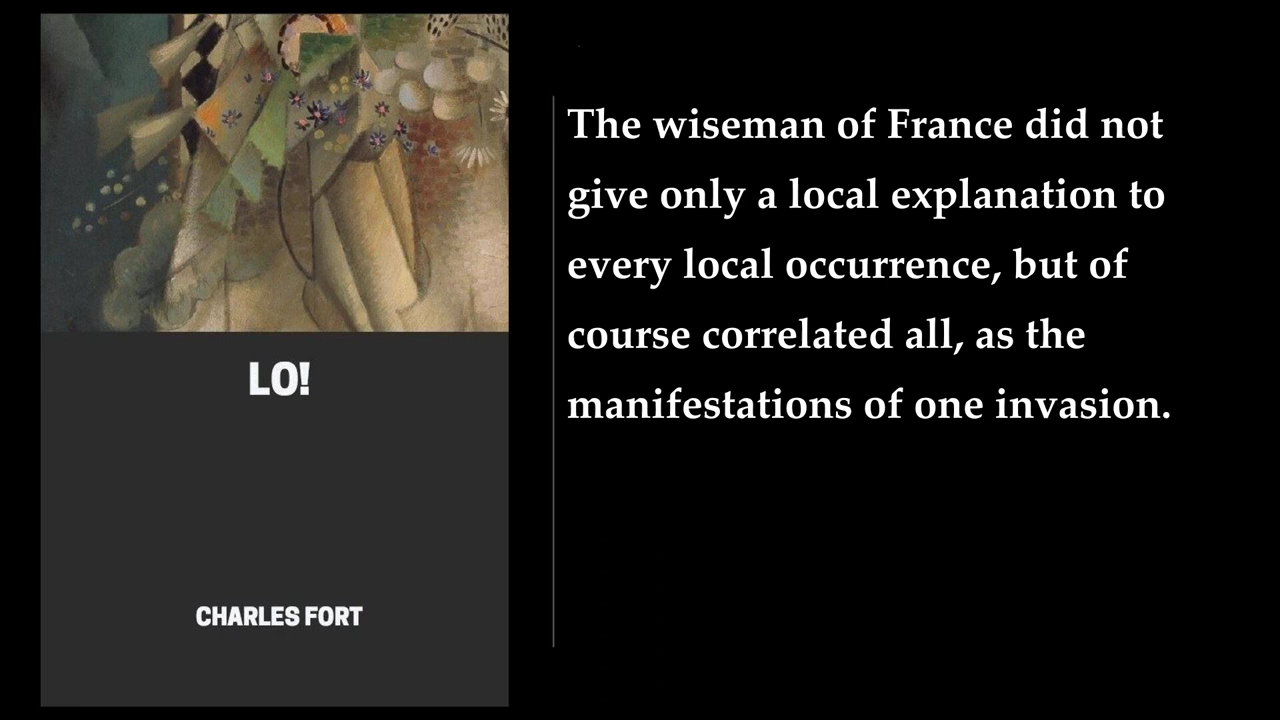 LO!
CHARLES FORT
The wiseman of France did not
give only a local explanation to
every local occurrence, but of
course correlated all, as the
manifestations of one invasion.